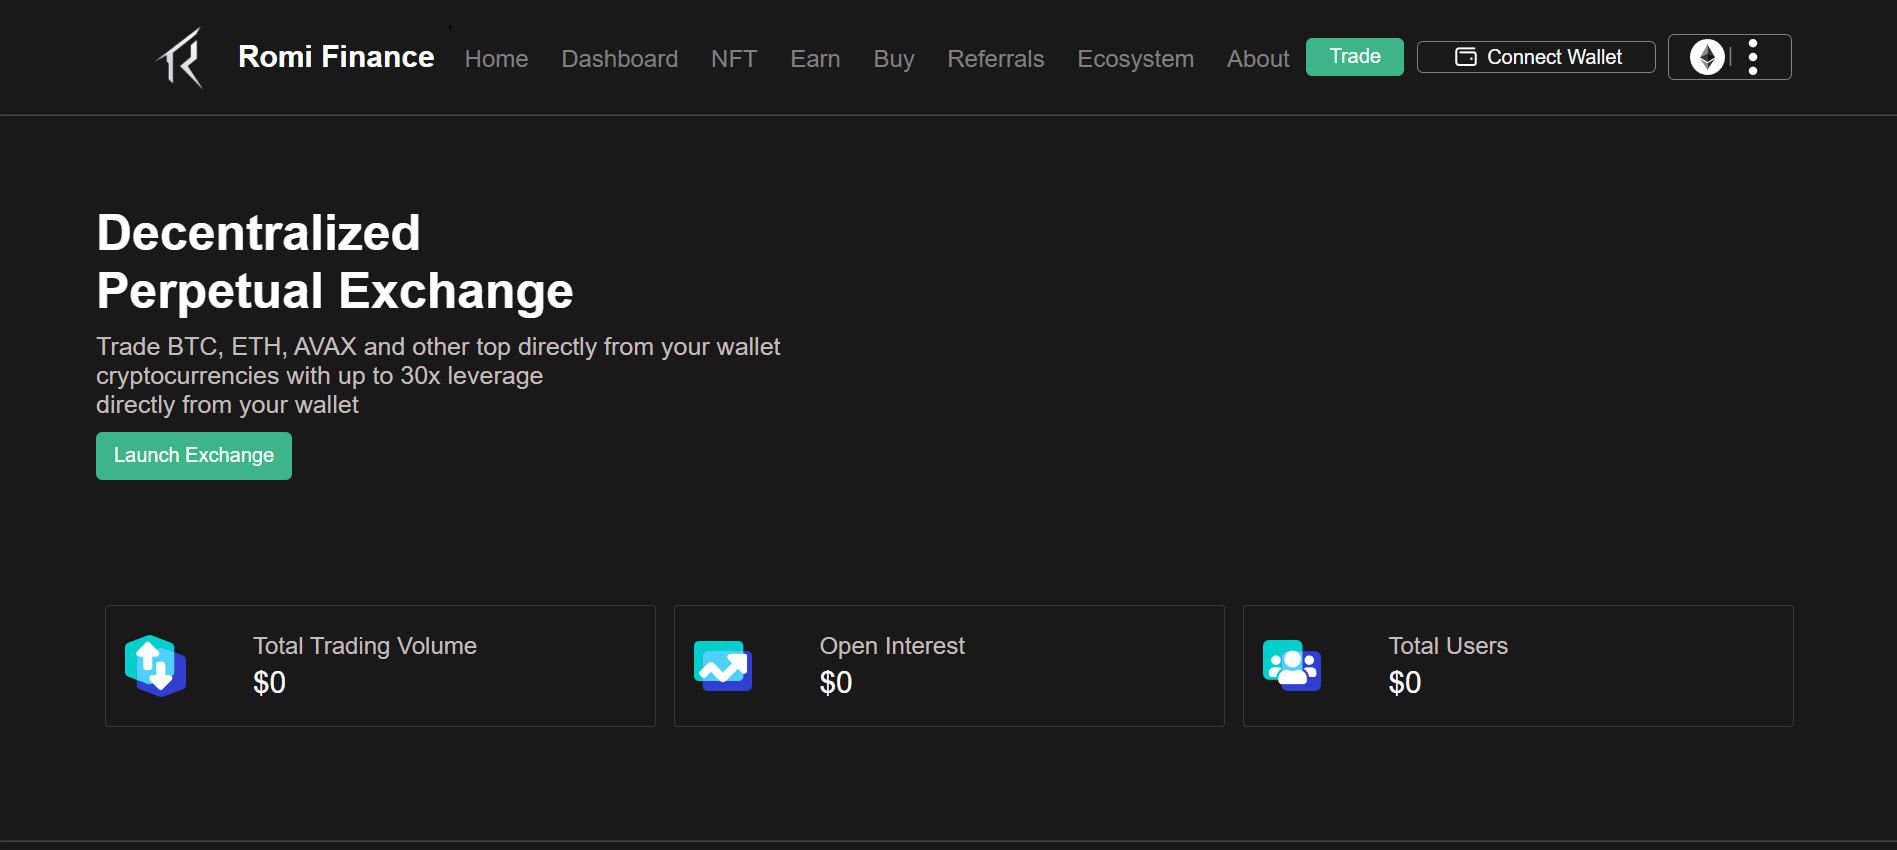 Romi Finance Home Dashboard NFT Earn Buy Referrals Ecosystem About Trade Connect Wallet
Decentralized
Perpetual Exchange
Trade BTC, ETH, AVAX and other top directly from your wallet
cryptocurrencies with up to 30x leverage
directly from your wallet
Launch Exchange
Total Trading Volume
$0
Open Interest
$0
Total Users
$0